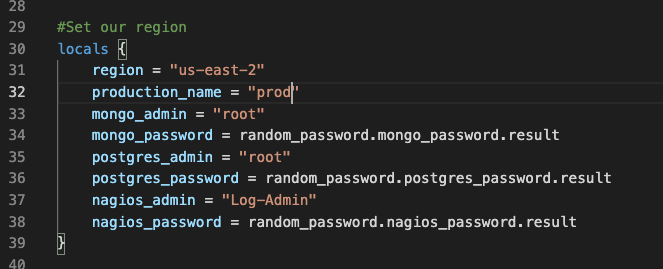 28
29 #Set our region
30 locals {
31 region = "us-east-2"
32 production_name = "prod"
33 mongo_admin = "root"
34 mongo_password = random_password.mongo_password.result
35 postgres_admin = "root"
36 postgres_password = random_password.postgres_password.result
37 nagios_admin = "Log-Admin"
38 nagios_password = random_password.nagios_password.result
39 }
40